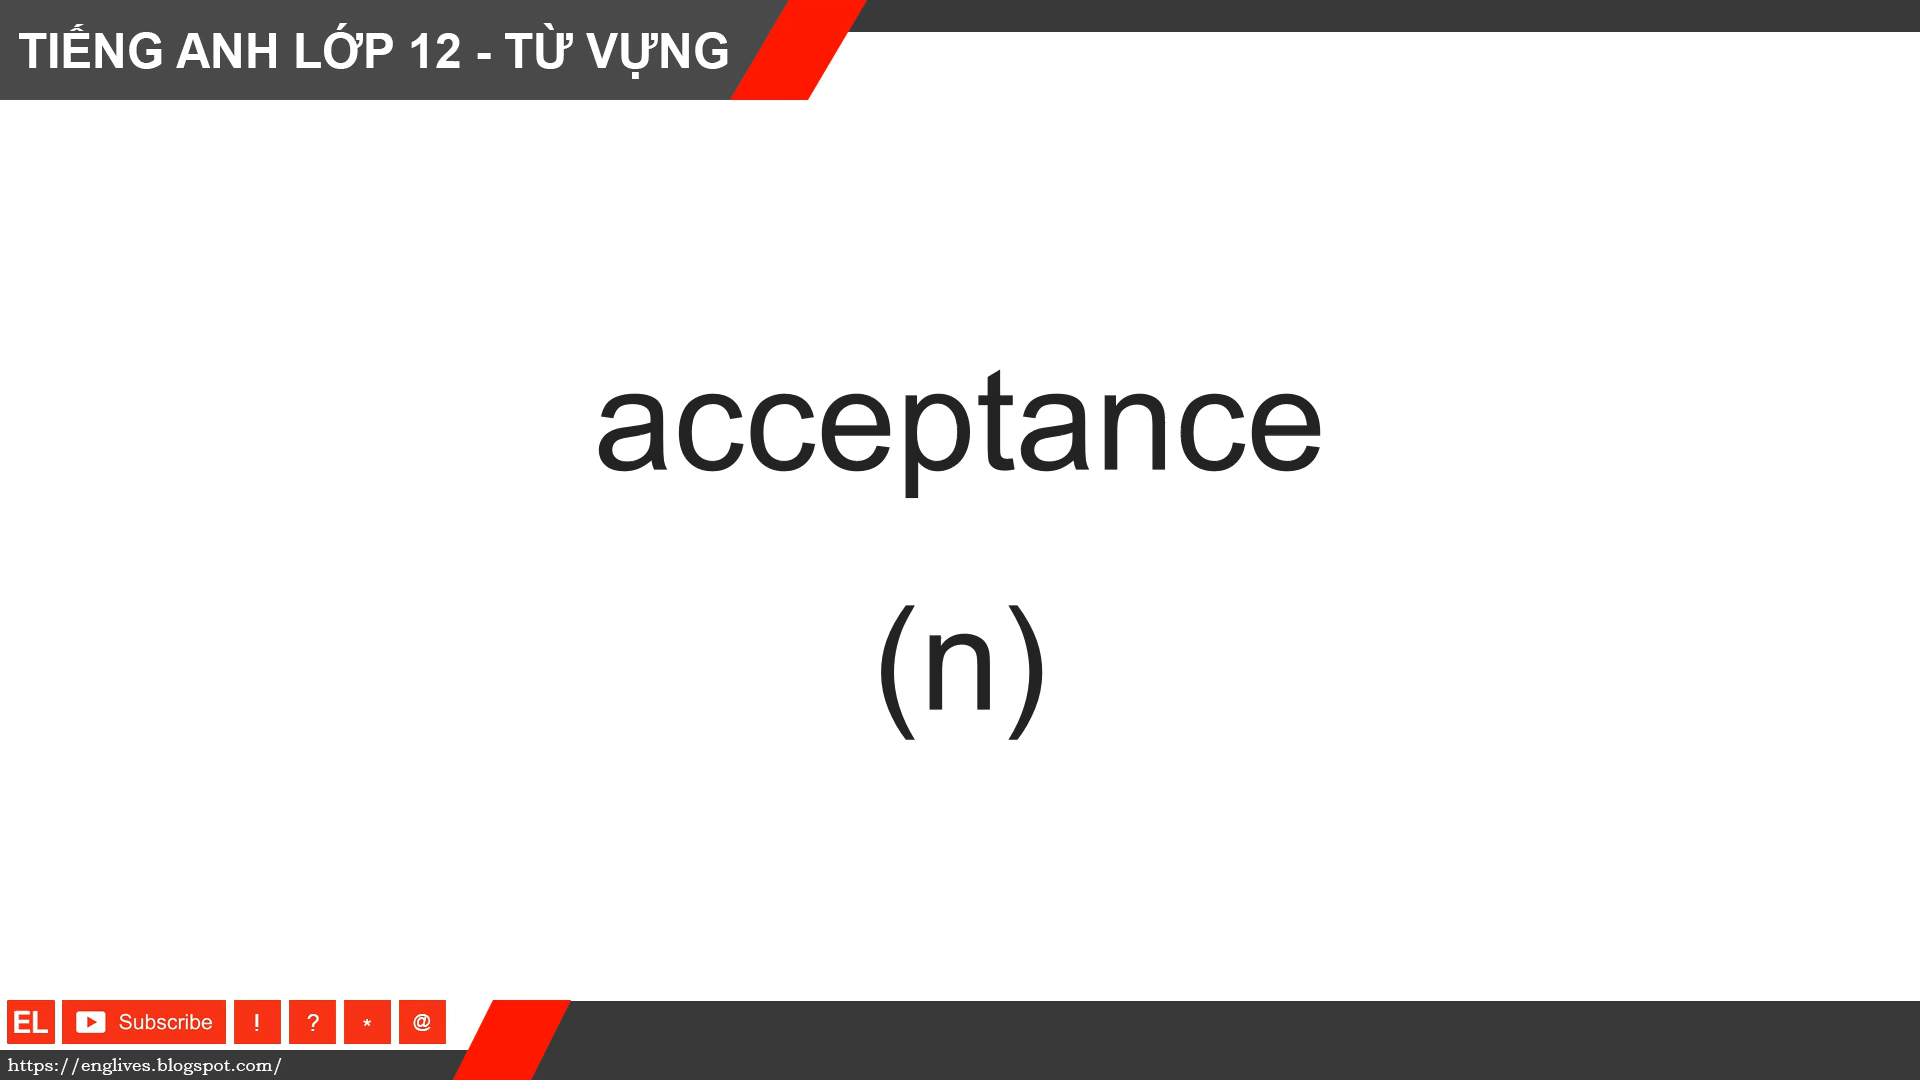 TIẾNG ANH LỚP 12 - TỪ VỰNG
acceptance
(n)
EL Subscribe ! ? * @
https://englives.blogspot.com/